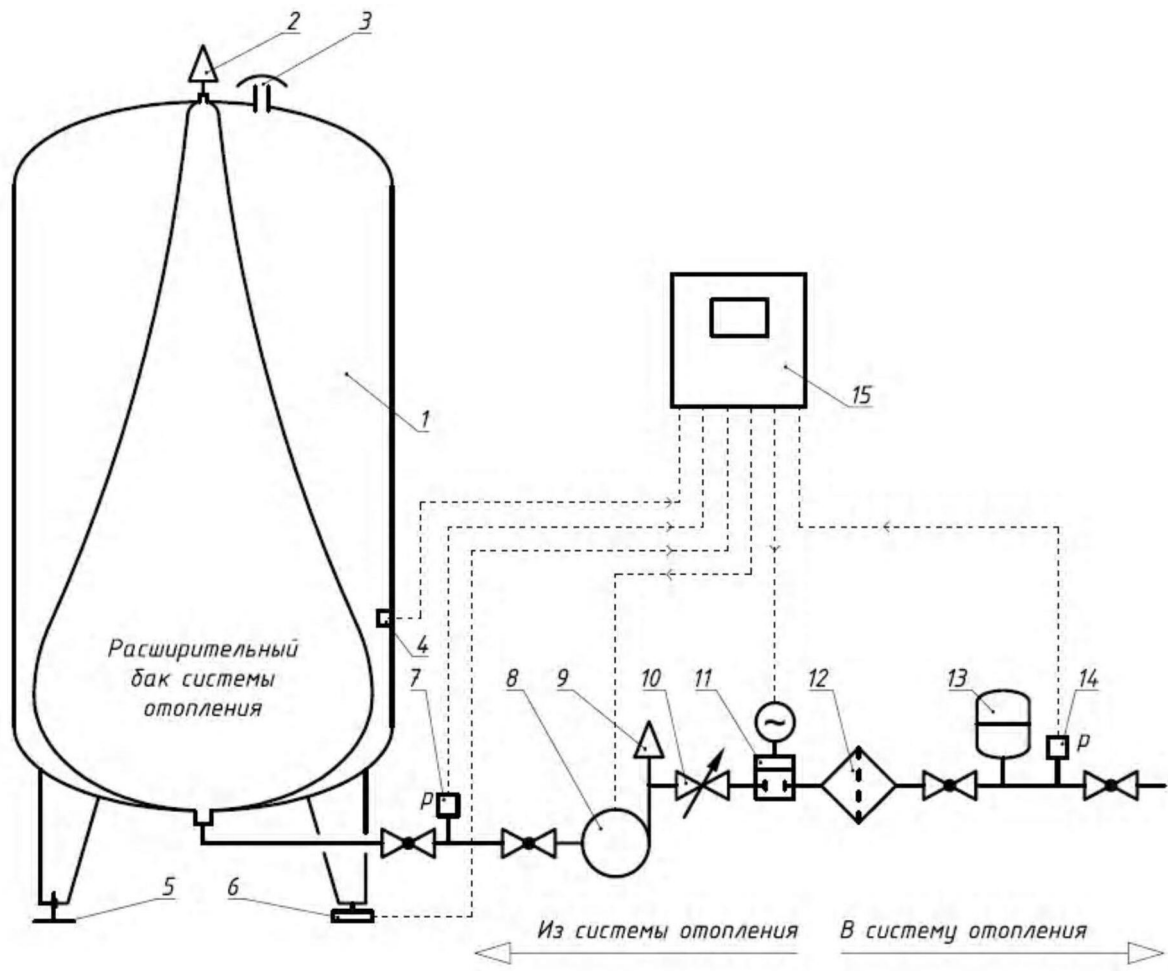 2
3
1
15
Расширительный
бак системы
отопления
4
7
8
9
10
11
12
13
14
~
p
p
5
6
Из системы отопления
В систему отопления